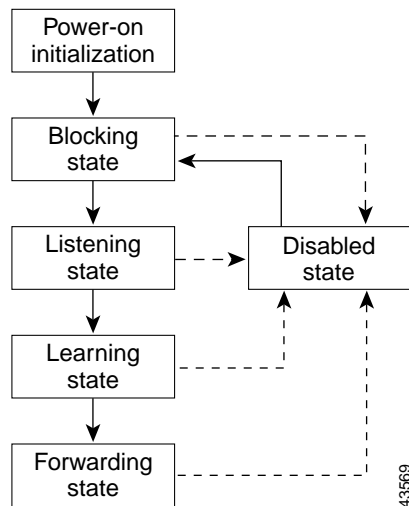 Power-on
initialization
Blocking
state
Listening
state
Disabled
state
Learning
state
Forwarding
state
43569